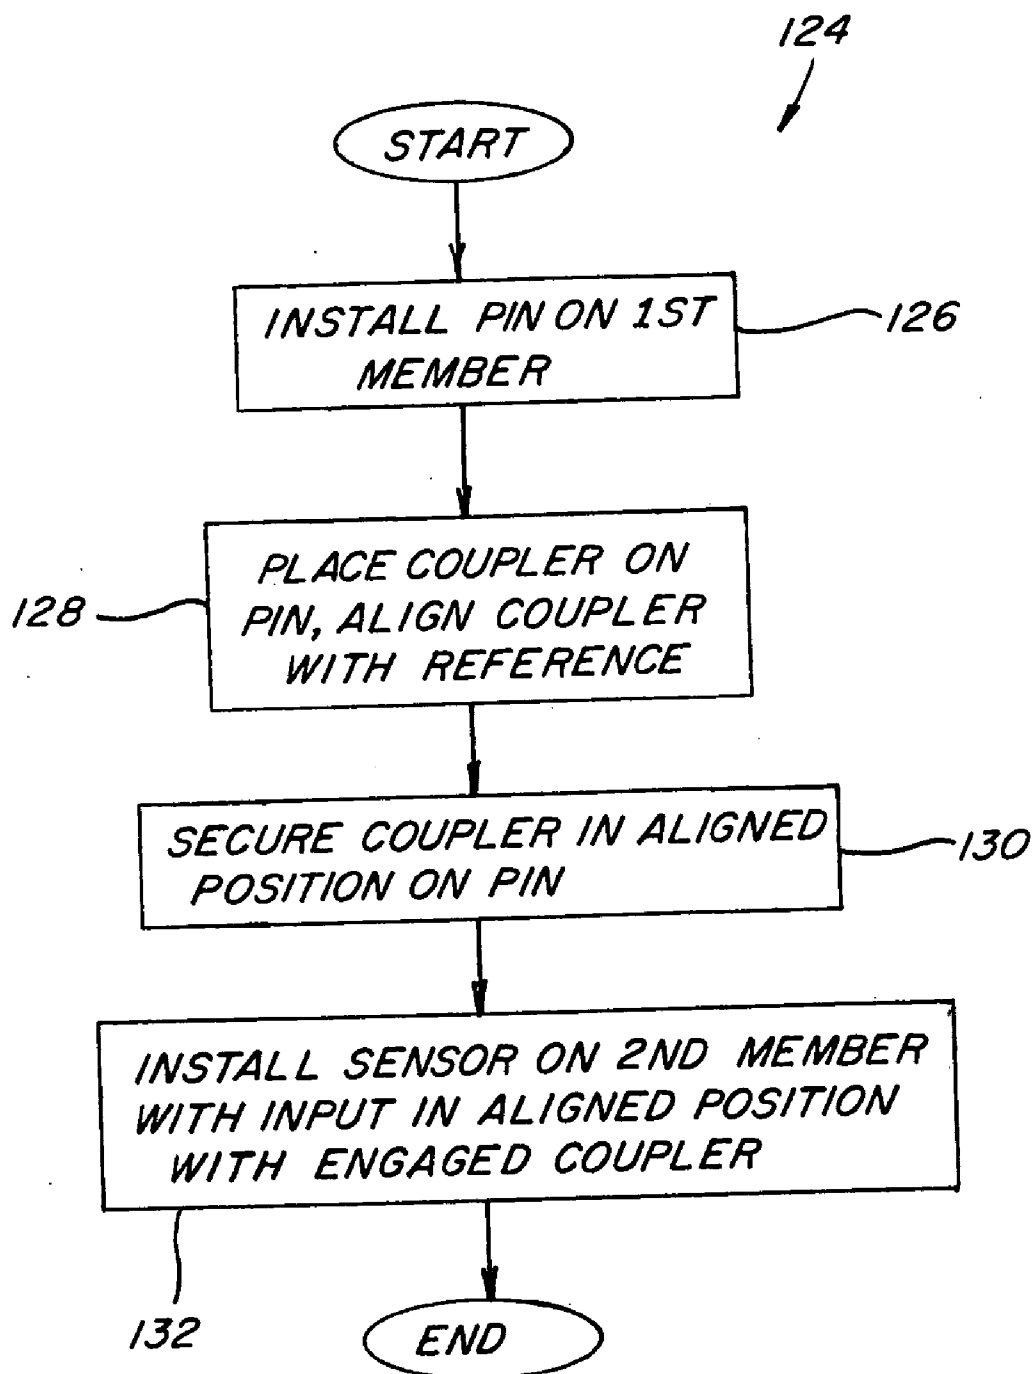 124
START
INSTALL PIN ON 1ST
MEMBER
126
PLACE COUPLER ON
PIN, ALIGN COUPLER
WITH REFERENCE
128
SECURE COUPLER IN ALIGNED
POSITION ON PIN
130
INSTALL SENSOR ON 2ND MEMBER
WITH INPUT IN ALIGNED POSITION
WITH ENGAGED COUPLER
132
END